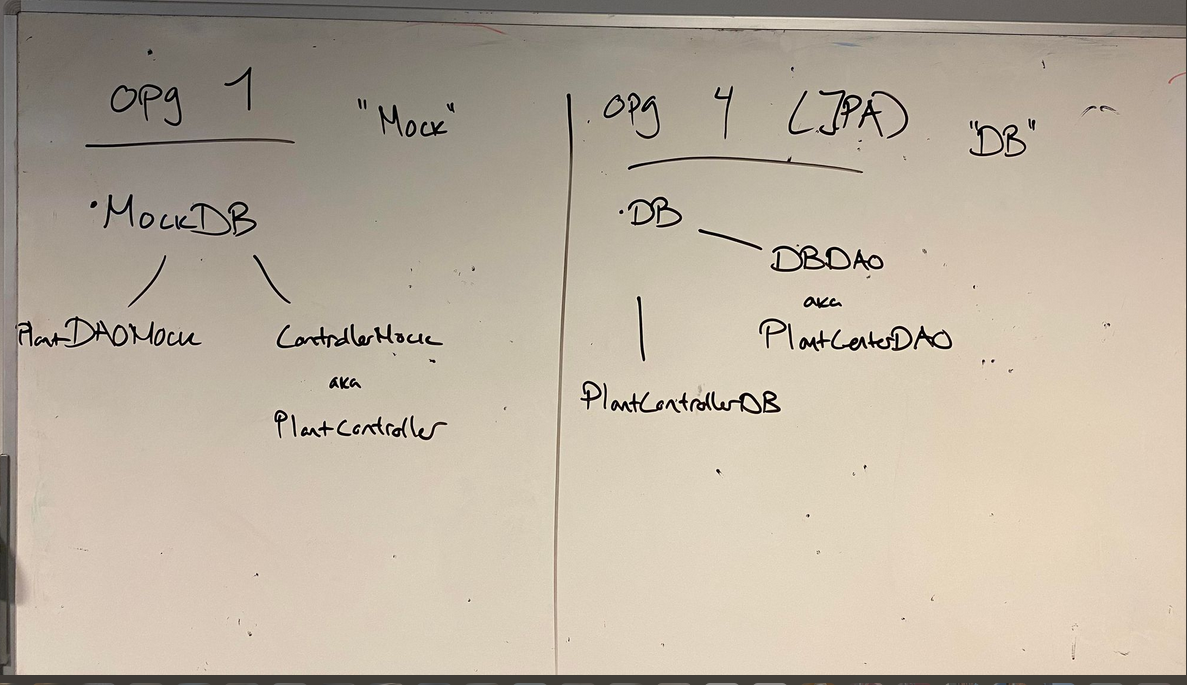 opg 1
"Mock"
·MockDB
PlantDAOMock
ControllerMock
aka
PlantController
opg 4 (JPA)
"DB"
·DB
DBDAO
aka
PlantCenterDAO
PlantControllerDB